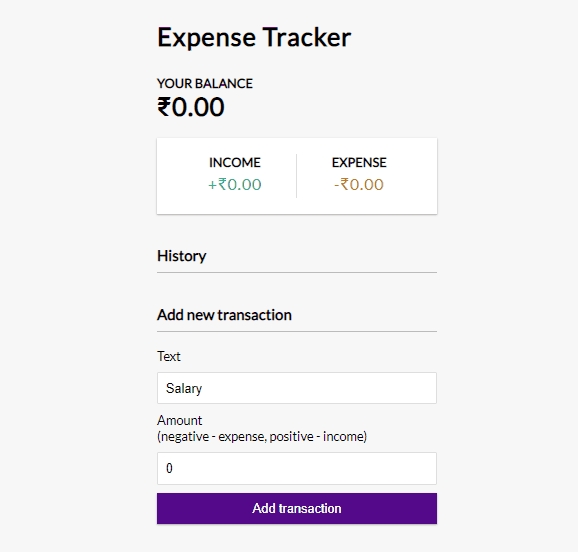 Expense Tracker
YOUR BALANCE
₹0.00
INCOME EXPENSE
+₹0.00 -₹0.00
History
Add new transaction
Text
Salary
Amount
(negative - expense, positive - income)
0
Add transaction